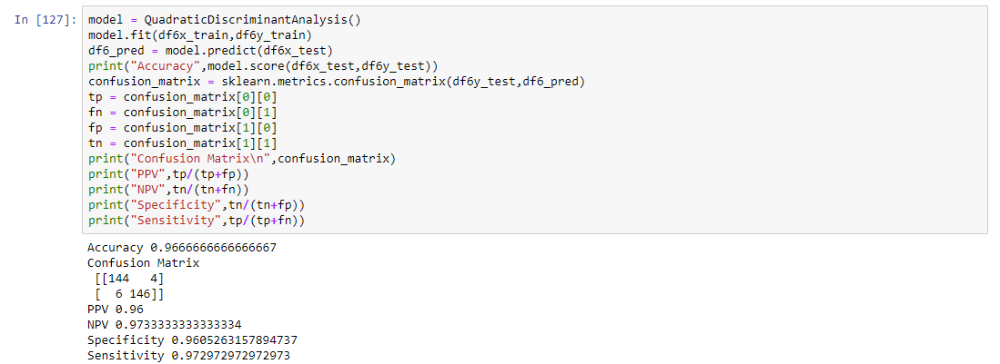 In [127]: model = QuadraticDiscriminantAnalysis()
model.fit(df6x_train,df6y_train)
df6_pred = model.predict(df6x_test)
print("Accuracy",model.score(df6x_test,df6y_test))
confusion_matrix = sklearn.metrics.confusion_matrix(df6y_test,df6_pred)
tp = confusion_matrix[0][0]
fn = confusion_matrix[0][1]
fp = confusion_matrix[1][0]
tn = confusion_matrix[1][1]
print("Confusion Matrix\n",confusion_matrix)
print("PPV",tp/(tp+fp))
print("NPV",tn/(tn+fn))
print("Specificity",tn/(tn+fp))
print("Sensitivity",tp/(tp+fn))
Accuracy 0.9666666666666667
Confusion Matrix
 [[144   4]
 [  6 146]]
PPV 0.96
NPV 0.9733333333333334
Specificity 0.9605263157894737
Sensitivity 0.972972972972973